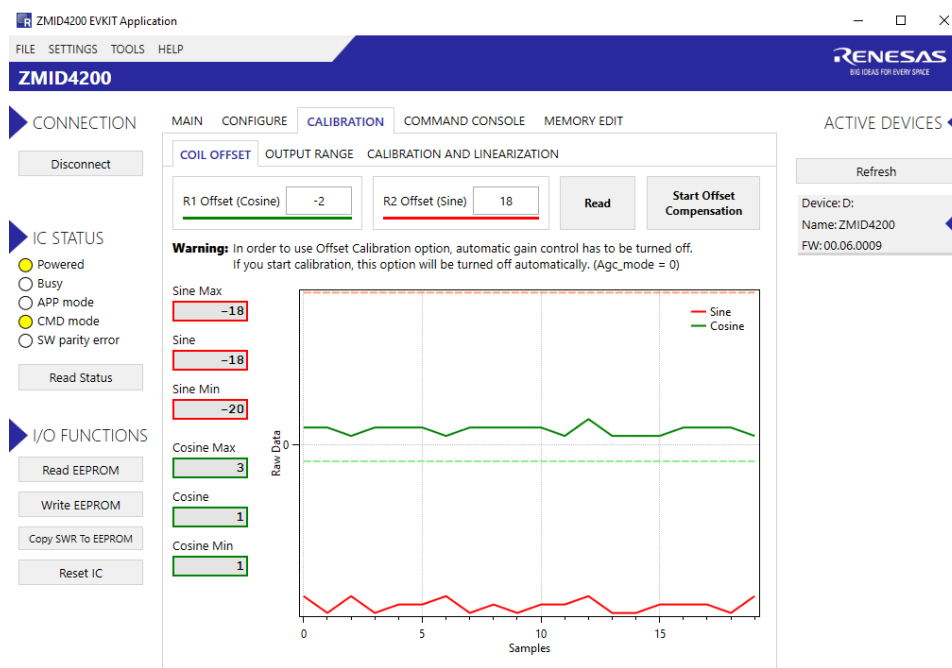 ZMID4200 EVKIT Application
FILE SETTINGS TOOLS HELP
RENESAS
BIG IDEAS FOR EVERY SPACE
ZMID4200
CONNECTION
Disconnect
IC STATUS
Powered
Busy
APP mode
CMD mode
SW parity error
Read Status
I/O FUNCTIONS
Read EEPROM
Write EEPROM
Copy SWR To EEPROM
Reset IC
MAIN CONFIGURE CALIBRATION COMMAND CONSOLE MEMORY EDIT
COIL OFFSET OUTPUT RANGE CALIBRATION AND LINEARIZATION
R1 Offset (Cosine) -2 R2 Offset (Sine) 18 Read
Start Offset
Compensation
Warning: In order to use Offset Calibration option, automatic gain control has to be turned off.
If you start calibration, this option will be turned off automatically. (Agc_mode = 0)
Sine Max
-18
Sine
-18
Sine Min
-20
Cosine Max
3
Cosine
1
Cosine Min
1
Sine
Cosine
Raw Data
0
0 5 10 15
Samples
ACTIVE DEVICES
Refresh
Device: D:
Name: ZMID4200
FW: 00.06.0009